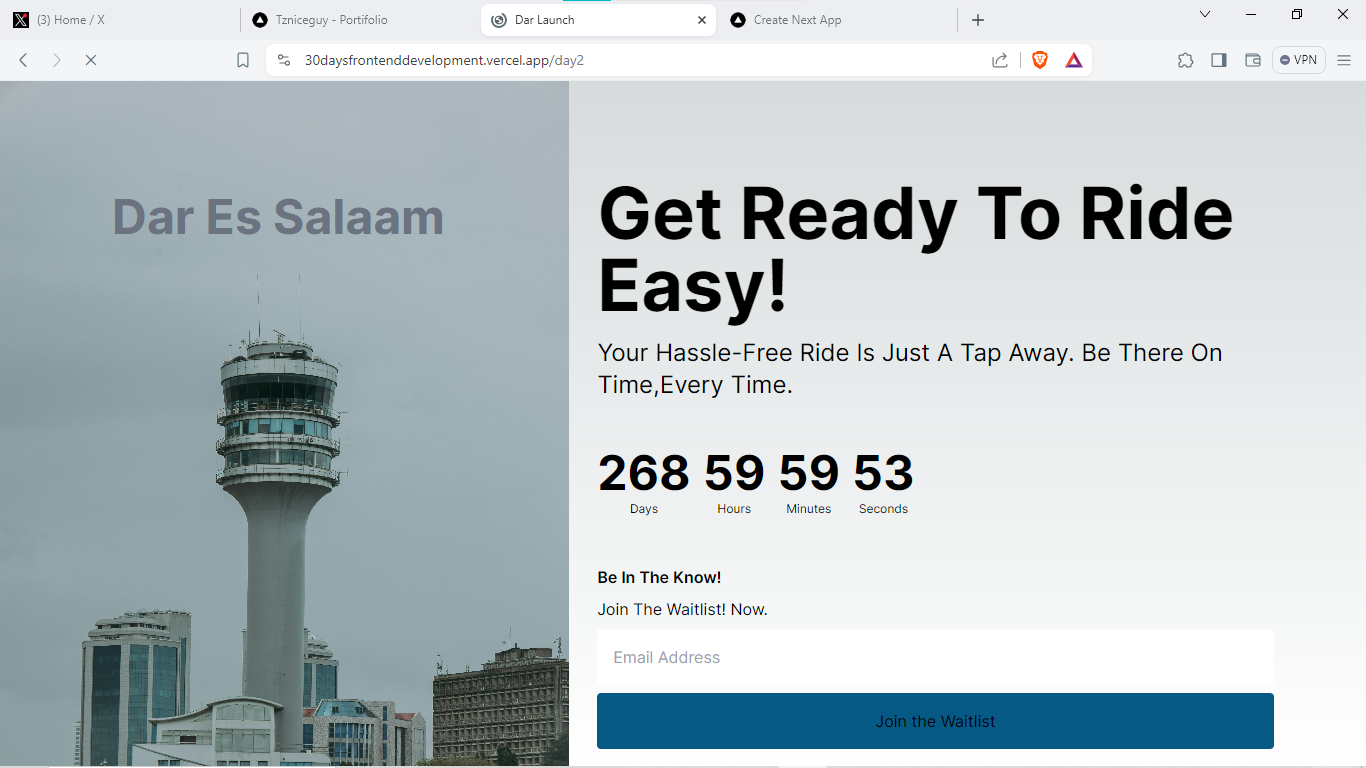 (3) Home / X
Tzniceguy - Portifolio
Dar Launch
Create Next App
30daysfrontenddevelopment.vercel.app/day2
VPN
Dar Es Salaam
Get Ready To Ride
Easy!
Your Hassle-Free Ride Is Just A Tap Away. Be There On
Time,Every Time.
268 59 59 53
Days Hours Minutes Seconds
Be In The Know!
Join The Waitlist! Now.
Email Address
Join the Waitlist